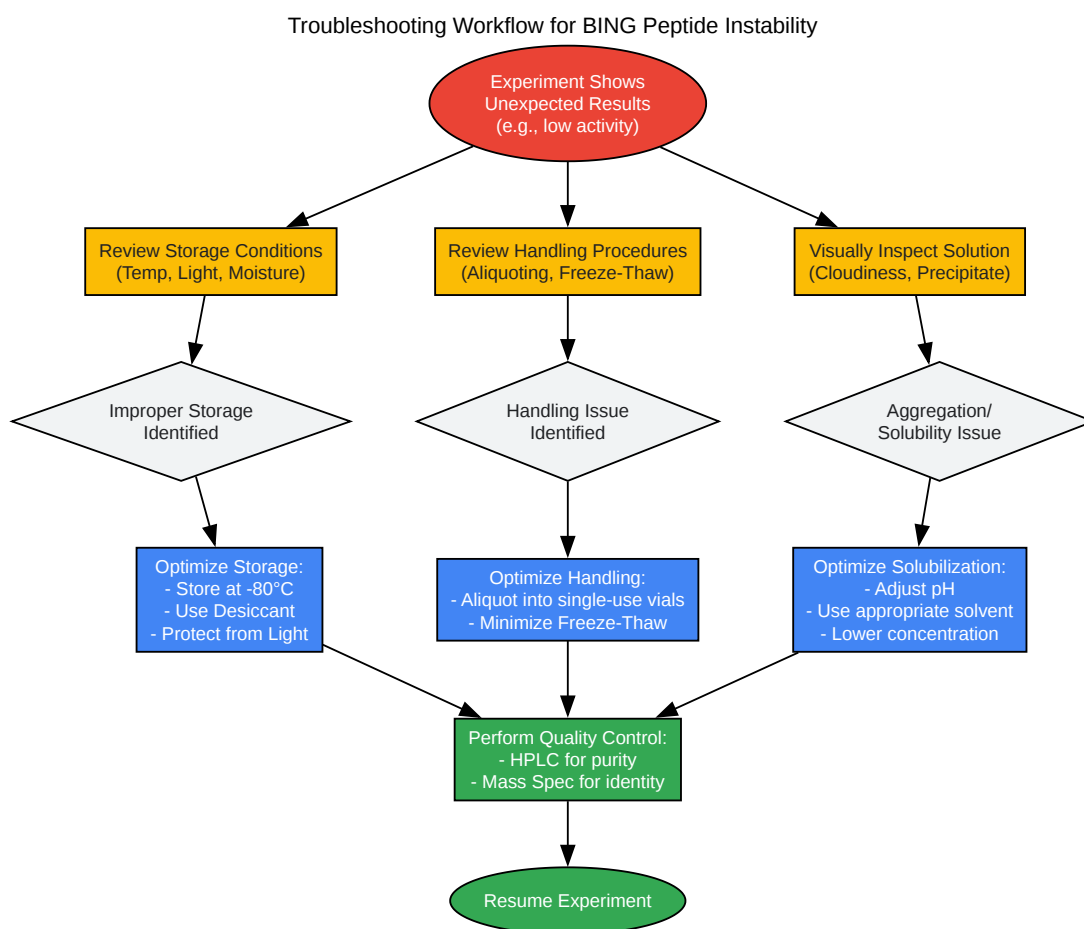 Troubleshooting Workflow for BING Peptide Instability
Experiment Shows
Unexpected Results
(e.g., low activity)
Review Storage Conditions
(Temp, Light, Moisture)
Review Handling Procedures
(Aliquoting, Freeze-Thaw)
Visually Inspect Solution
(Cloudiness, Precipitate)
Improper Storage
Identified
Handling Issue
Identified
Aggregation/
Solubility Issue
Optimize Storage:
- Store at -80°C
- Use Desiccant
- Protect from Light
Optimize Handling:
- Aliquot into single-use vials
- Minimize Freeze-Thaw
Optimize Solubilization:
- Adjust pH
- Use appropriate solvent
- Lower concentration
Perform Quality Control:
- HPLC for purity
- Mass Spec for identity
Resume Experiment